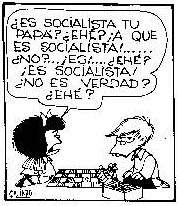 ¿ES SOCIALISTA TU
PAPÁ? ¿EHÉ? ¡A QUE
ES SOCIALISTA!......
¿NO?...¡ES!....¿EHÉ?
¡ES SOCIALISTA!
¿NO ES VERDAD?
¿EHÉ?